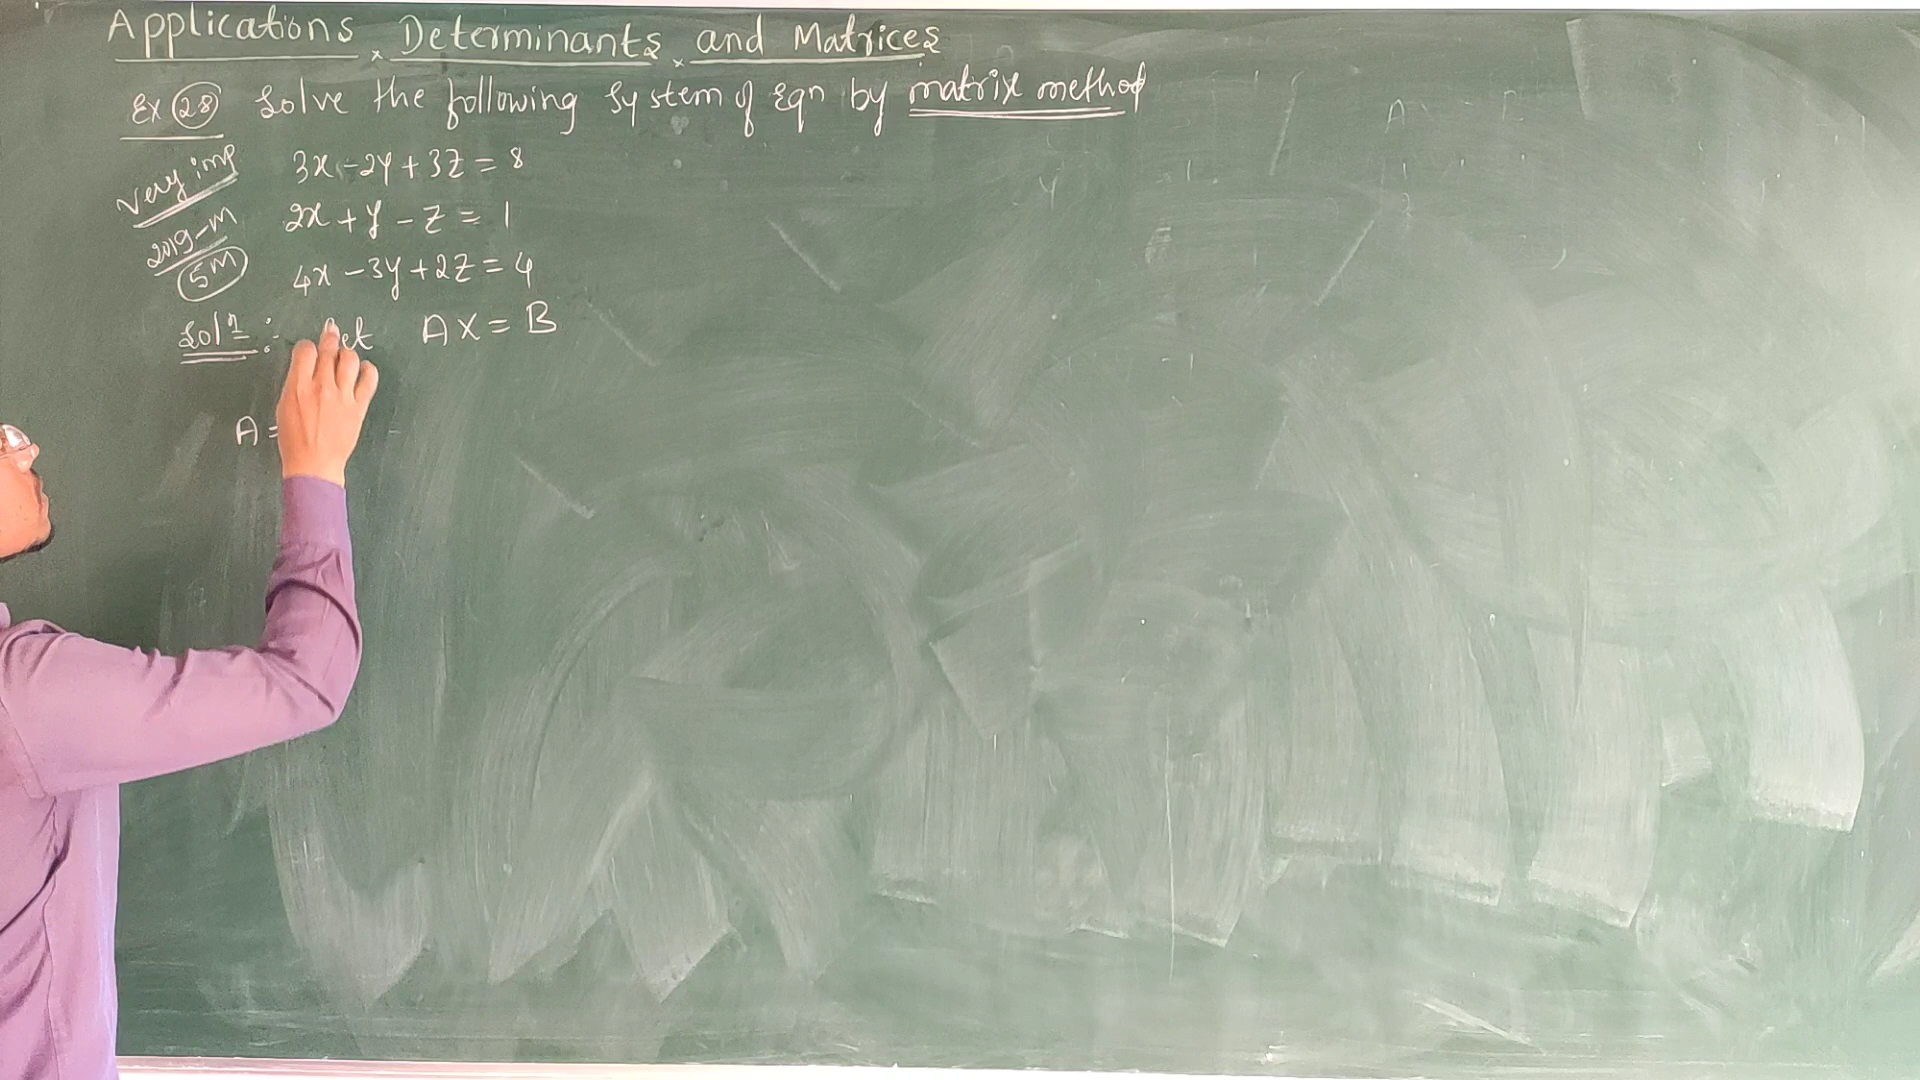 Applications Determinants and Matrices
Ex 28 Solve the following System of Eqn by matrix method
Very imp
3x - 2y + 3z = 8
2019-M
2x + y - z = 1
5M
4x - 3y + 2z = 4
Soln : Let AX = B
A =